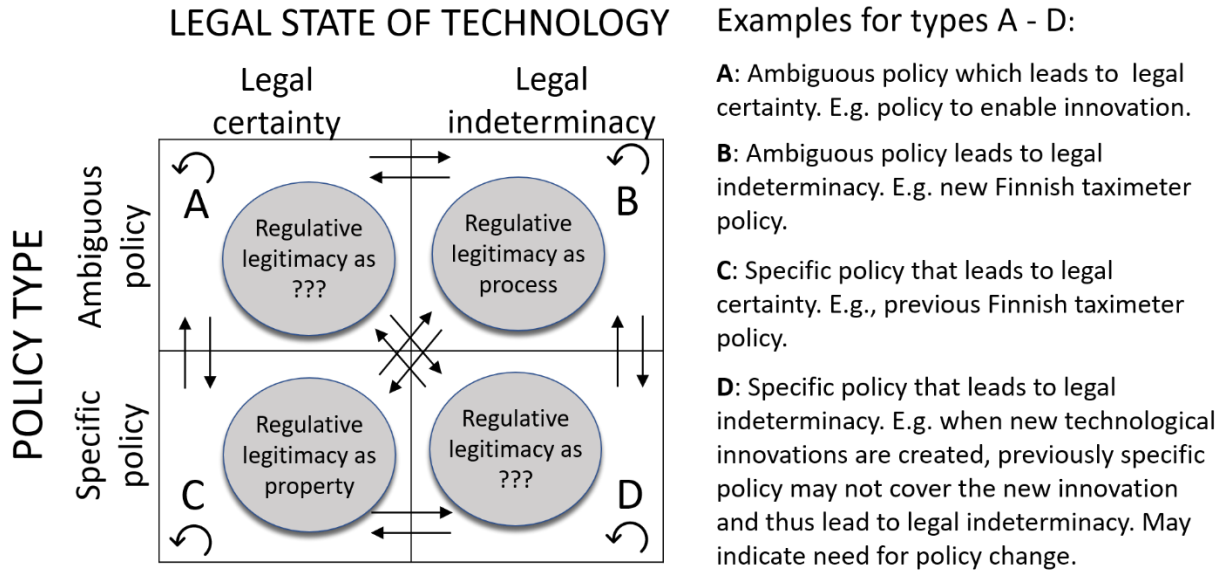 LEGAL STATE OF TECHNOLOGY
Legal
certainty
Legal
indeterminacy
POLICY TYPE
Ambiguous
policy
Specific
policy
A
Regulative
legitimacy as
???
B
Regulative
legitimacy as
process
C
Regulative
legitimacy as
property
D
Regulative
legitimacy as
???
Examples for types A - D:
A: Ambiguous policy which leads to legal
certainty. E.g. policy to enable innovation.
B: Ambiguous policy leads to legal
indeterminacy. E.g. new Finnish taximeter
policy.
C: Specific policy that leads to legal
certainty. E.g., previous Finnish taximeter
policy.
D: Specific policy that leads to legal
indeterminacy. E.g. when new technological
innovations are created, previously specific
policy may not cover the new innovation
and thus lead to legal indeterminacy. May
indicate need for policy change.